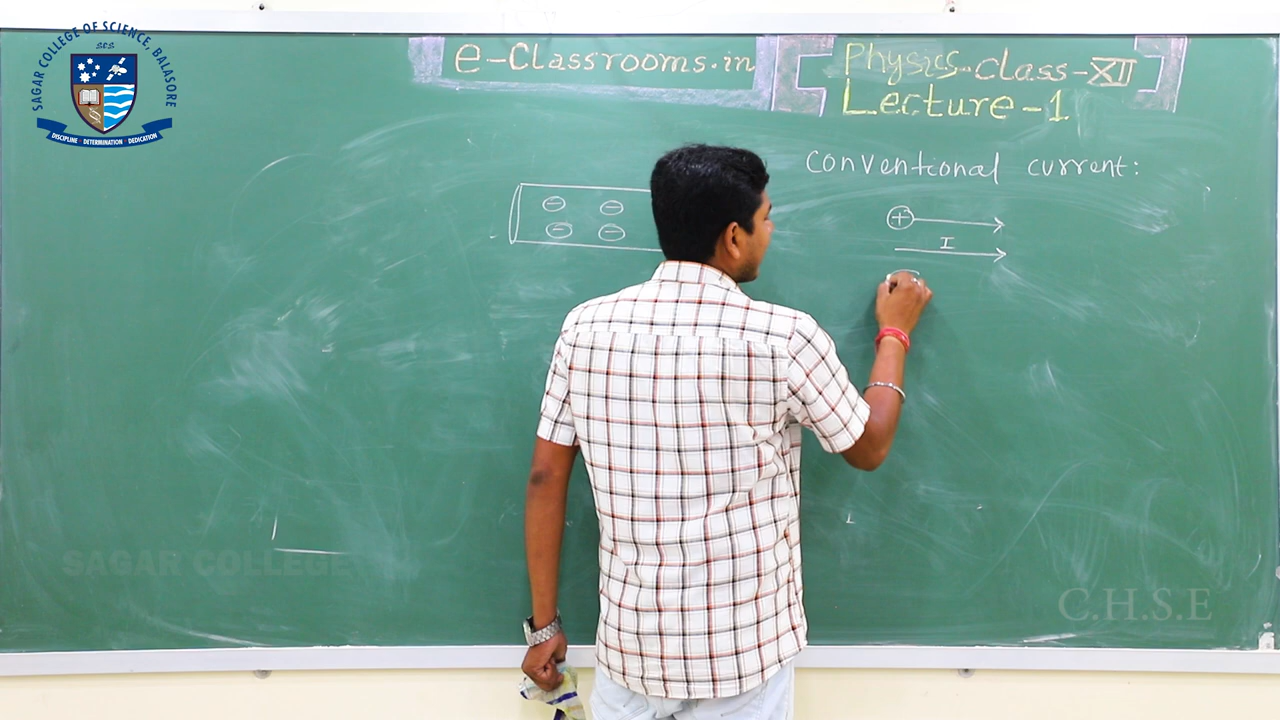 SAGAR COLLEGE OF SCIENCE, BALASORE
S.C.S
DISCIPLINE DETERMINATION DEDICATION
e-Classrooms.in
Physics-Class-XII
Lecture-1
Conventional current:
- -
- -
+
I
SAGAR COLLEGE
C.H.S.E